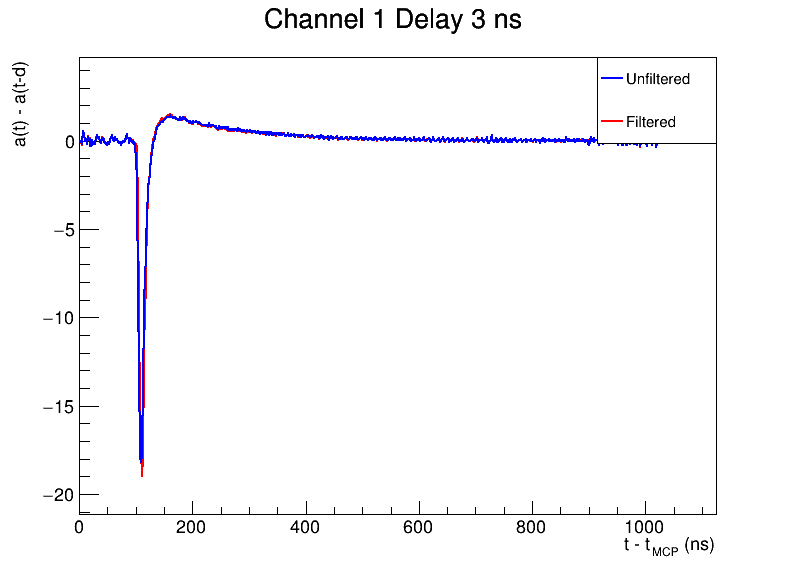 Channel 1 Delay 3 ns
a(t) - a(t-d)
Unfiltered
Filtered
0
−5
−10
−15
−20
0 200 400 600 800 1000
t - tMCP (ns)